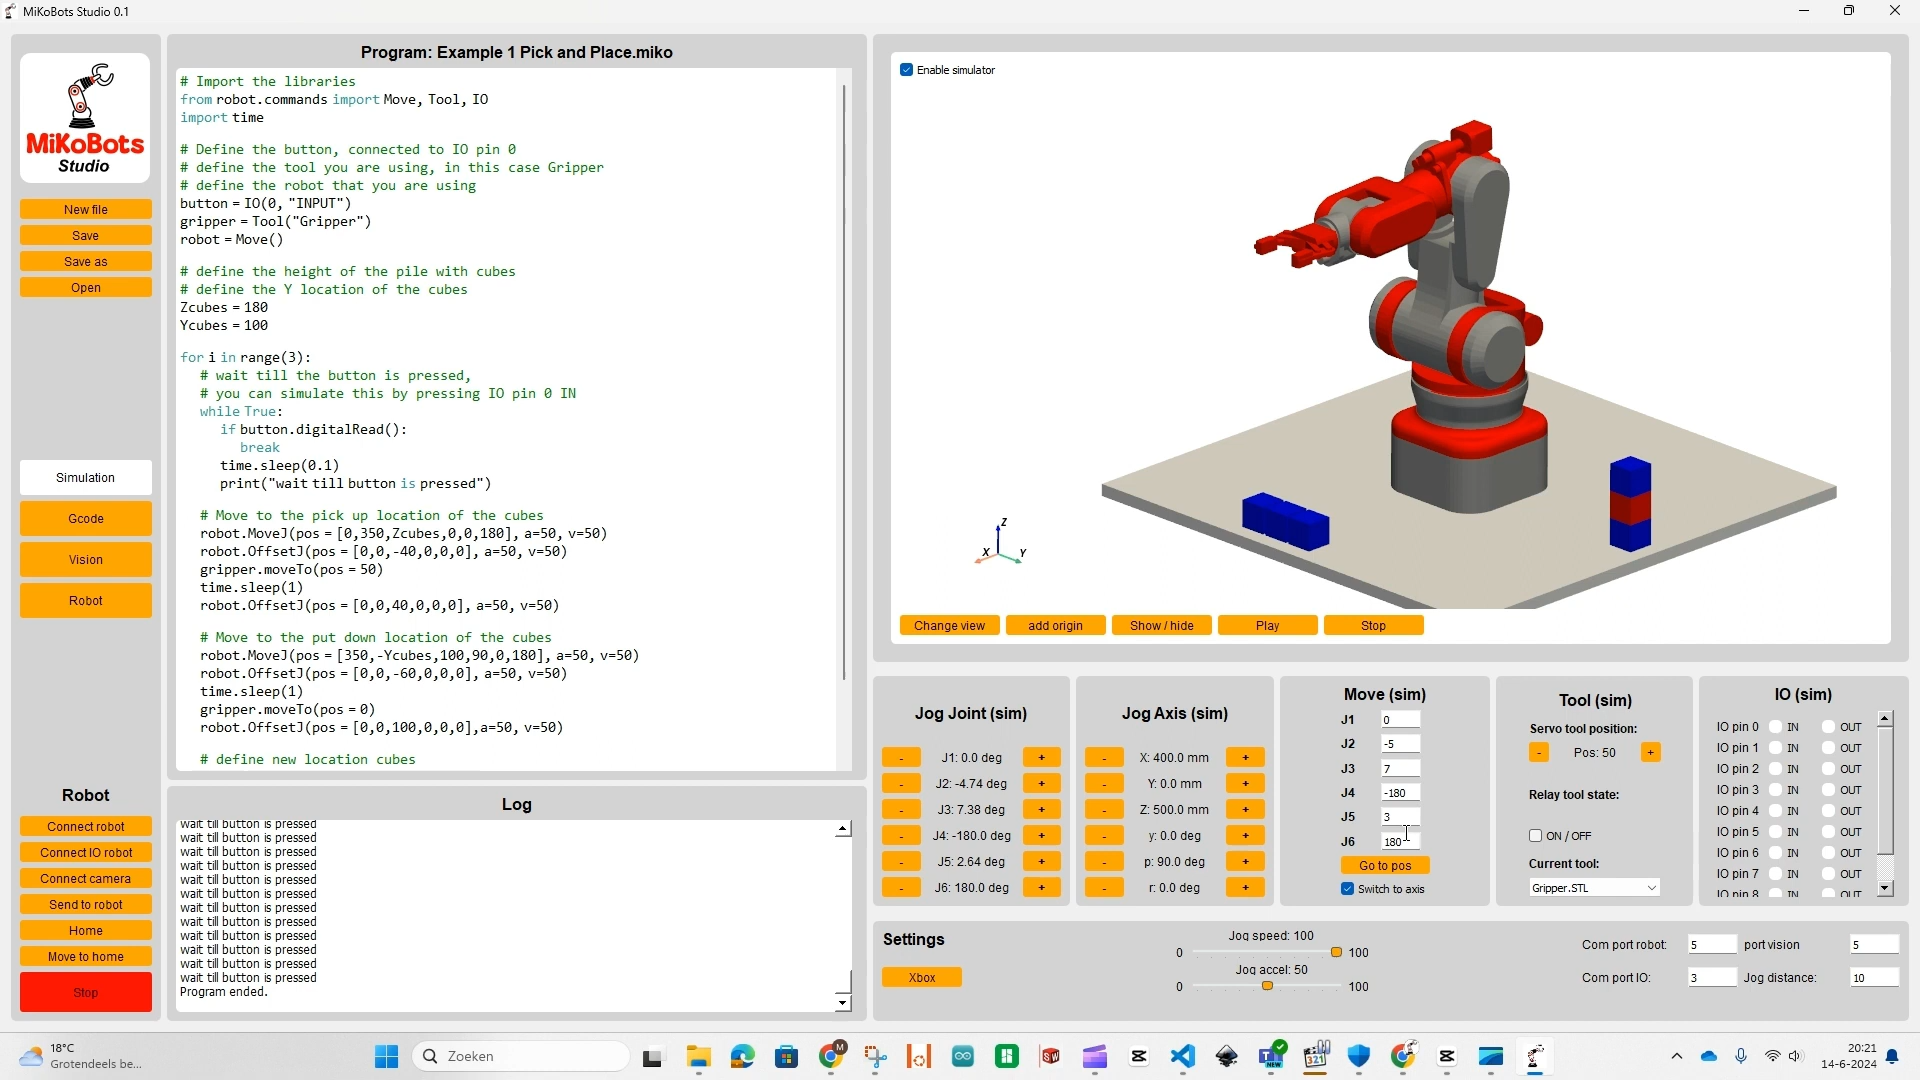 MiKoBots Studio 0.1
MiKoBots
Studio
New file
Save
Save as
Open
Simulation
Gcode
Vision
Robot
Robot
Connect robot
Connect IO robot
Connect camera
Send to robot
Home
Move to home
Stop
Program: Example 1 Pick and Place.miko
# Import the libraries
from robot.commands import Move, Tool, IO
import time
# Define the button, connected to IO pin 0
# define the tool you are using, in this case Gripper
# define the robot that you are using
button = IO(0, "INPUT")
gripper = Tool("Gripper")
robot = Move()
# define the height of the pile with cubes
# define the Y location of the cubes
Zcubes = 180
Ycubes = 100
for i in range(3):
# wait till the button is pressed,
# you can simulate this by pressing IO pin 0 IN
while True:
if button.digitalRead():
break
time.sleep(0.1)
print("wait till button is pressed")
# Move to the pick up location of the cubes
robot.MoveJ(pos = [0,350,Zcubes,0,0,180], a=50, v=50)
robot.OffsetJ(pos = [0,0,-40,0,0,0], a=50, v=50)
gripper.moveTo(pos = 50)
time.sleep(1)
robot.OffsetJ(pos = [0,0,40,0,0,0], a=50, v=50)
# Move to the put down location of the cubes
robot.MoveJ(pos = [350,-Ycubes,100,90,0,180], a=50, v=50)
robot.OffsetJ(pos = [0,0,-60,0,0,0], a=50, v=50)
time.sleep(1)
gripper.moveTo(pos = 0)
robot.OffsetJ(pos = [0,0,100,0,0,0],a=50, v=50)
# define new location cubes
Log
wait till button is pressed
wait till button is pressed
wait till button is pressed
wait till button is pressed
wait till button is pressed
wait till button is pressed
wait till button is pressed
wait till button is pressed
wait till button is pressed
wait till button is pressed
wait till button is pressed
wait till button is pressed
Program ended.
Enable simulator
Z
X
Y
Change view
add origin
Show / hide
Play
Stop
Jog Joint (sim)
- J1: 0.0 deg +
- J2: -4.74 deg +
- J3: 7.38 deg +
- J4: -180.0 deg +
- J5: 2.64 deg +
- J6: 180.0 deg +
Jog Axis (sim)
- X: 400.0 mm +
- Y: 0.0 mm +
- Z: 500.0 mm +
- y: 0.0 deg +
- p: 90.0 deg +
- r: 0.0 deg +
Move (sim)
J1 0
J2 -5
J3 7
J4 -180
J5 3
J6 180
Go to pos
Switch to axis
Tool (sim)
Servo tool position:
- Pos: 50 +
Relay tool state:
ON / OFF
Current tool:
Gripper.STL
IO (sim)
IO pin 0 IN OUT
IO pin 1 IN OUT
IO pin 2 IN OUT
IO pin 3 IN OUT
IO pin 4 IN OUT
IO pin 5 IN OUT
IO pin 6 IN OUT
IO pin 7 IN OUT
IO pin 8 IN OUT
Settings
Xbox
Jog speed: 100
0 100
Jog accel: 50
0 100
Com port robot: 5 port vision 5
Com port IO: 3 Jog distance: 10
18°C
Grotendeels be...
Zoeken
M
SW
NEW
321
20:21
14-6-2024